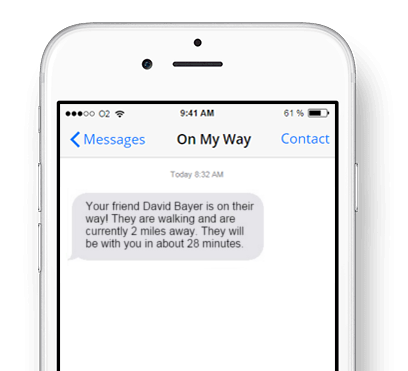 O2 9:41 AM 61 %
Messages On My Way Contact
Today 8:32 AM
Your friend David Bayer is on their
way! They are walking and are
currently 2 miles away. They will
be with you in about 28 minutes.